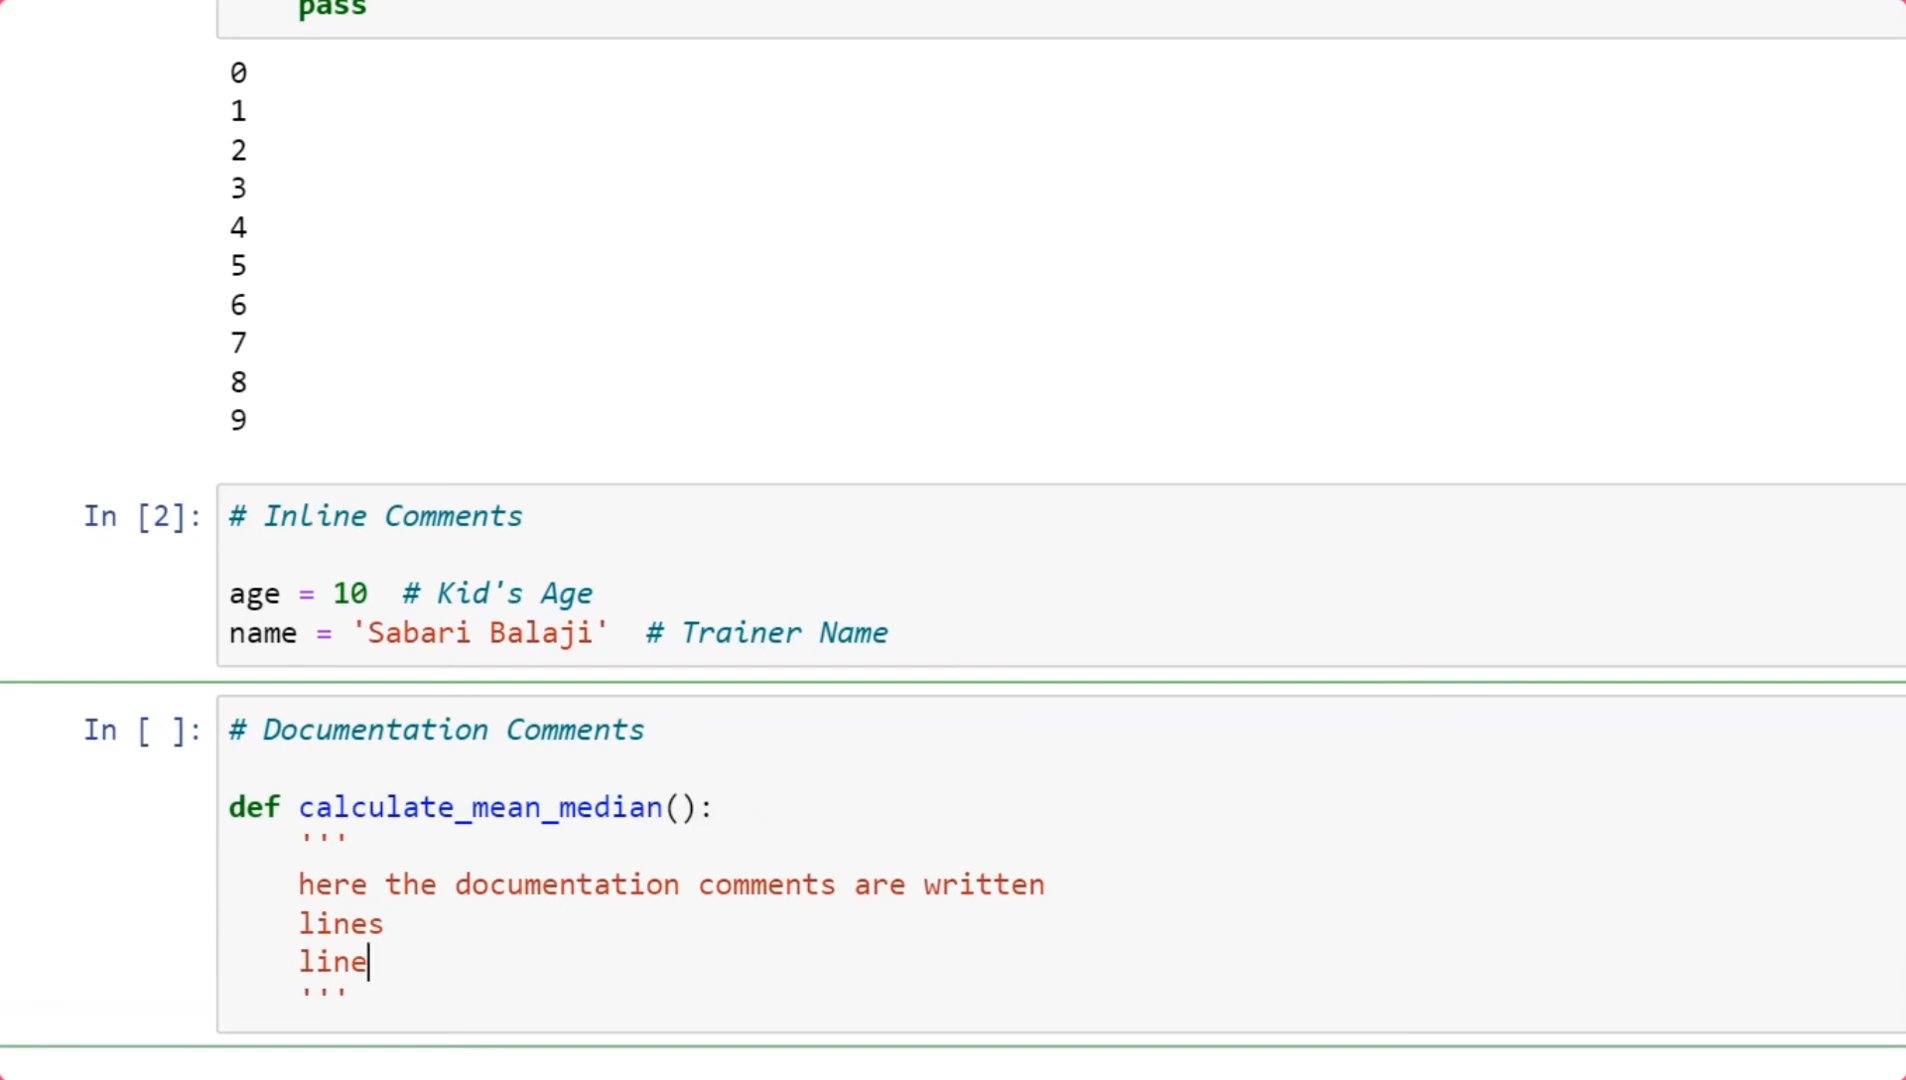 pass
0
1
2
3
4
5
6
7
8
9
In [2]:
# Inline Comments
age = 10  # Kid's Age
name = 'Sabari Balaji'  # Trainer Name
In [ ]:
# Documentation Comments
def calculate_mean_median():
'''
here the documentation comments are written
lines
line
'''